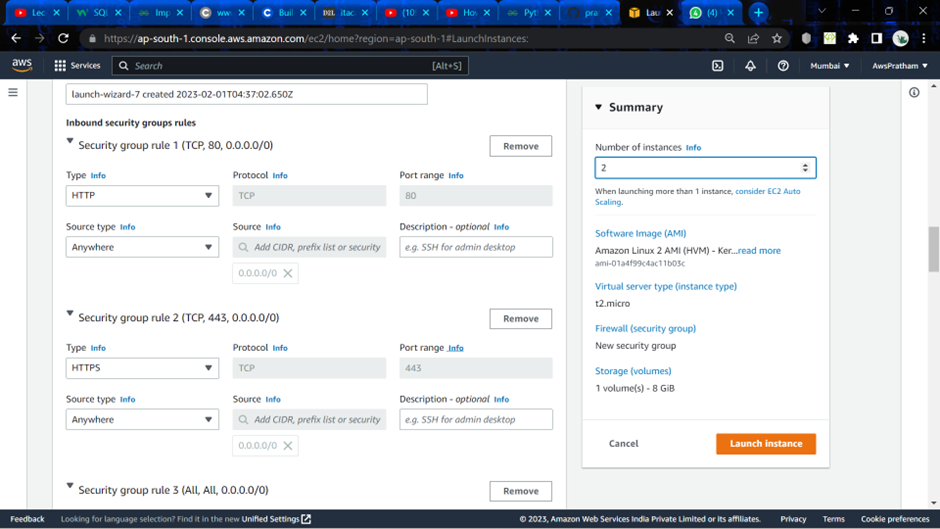 Lec
SQl
Imp
www
Buil
DLL itac
(10)
Ho
Pyt
pra
Lau
(4)
https://ap-south-1.console.aws.amazon.com/ec2/home?region=ap-south-1#LaunchInstances:
aws Services Search [Alt+S] Mumbai ▼ AwsPratham ▼
launch-wizard-7 created 2023-02-01T04:37:02.650Z
Inbound security groups rules
Security group rule 1 (TCP, 80, 0.0.0.0/0) Remove
Type Info Protocol Info Port range Info
HTTP TCP 80
Source type Info Source Info Description - optional Info
Anywhere Add CIDR, prefix list or security e.g. SSH for admin desktop
0.0.0.0/0
Security group rule 2 (TCP, 443, 0.0.0.0/0) Remove
Type Info Protocol Info Port range Info
HTTPS TCP 443
Source type Info Source Info Description - optional Info
Anywhere Add CIDR, prefix list or security e.g. SSH for admin desktop
0.0.0.0/0
Security group rule 3 (All, All, 0.0.0.0/0) Remove
Summary
Number of instances Info
2
When launching more than 1 instance, consider EC2 Auto
Scaling.
Software Image (AMI)
Amazon Linux 2 AMI (HVM) - Ker...read more
ami-01a4f99c4ac11b03c
Virtual server type (instance type)
t2.micro
Firewall (security group)
New security group
Storage (volumes)
1 volume(s) - 8 GiB
Cancel Launch instance
Feedback Looking for language selection? Find it in the new Unified Settings © 2023, Amazon Web Services India Private Limited or its affiliates. Privacy Terms Cookie preferences